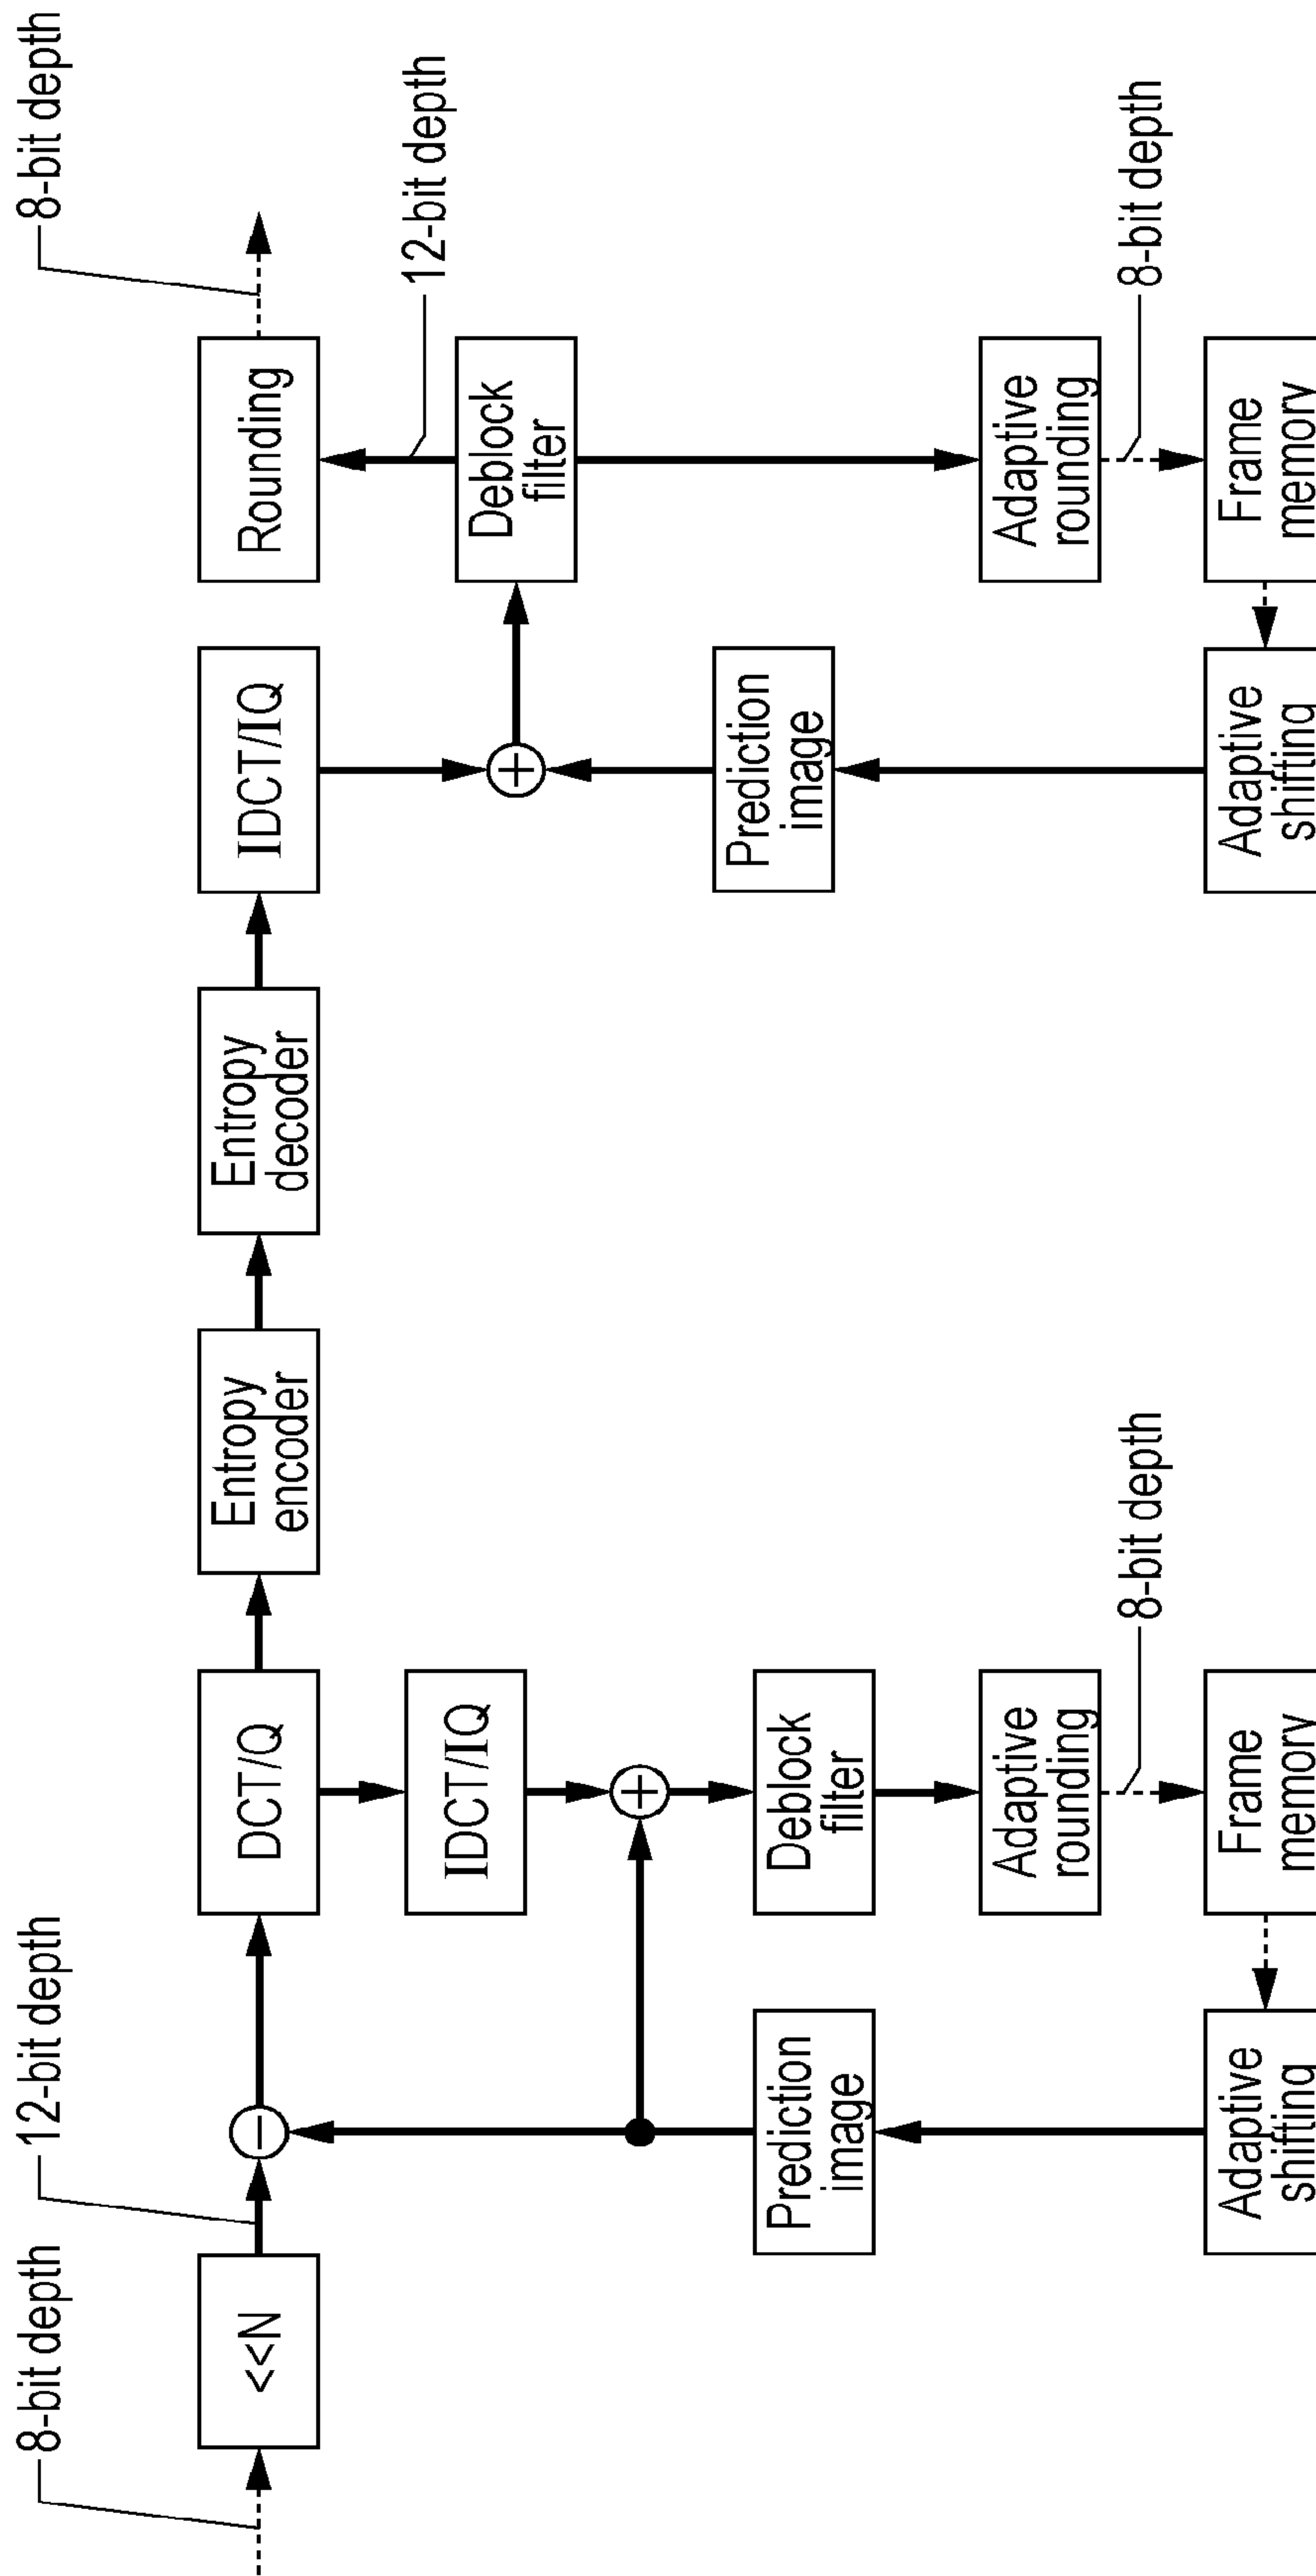 8-bit depth
12-bit depth
8-bit depth
<<N
−
DCT/Q
Entropy
encoder
Entropy
decoder
IDCT/IQ
Rounding
12-bit depth
IDCT/IQ
+
Deblock
filter
+
Prediction
image
Prediction
image
Deblock
filter
Adaptive
rounding
Adaptive
rounding
8-bit depth
8-bit depth
Adaptive
shifting
Frame
memory
Adaptive
shifting
Frame
memory